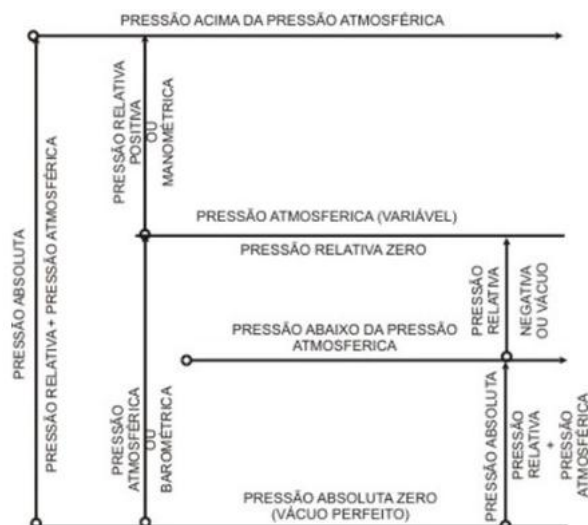 PRESSÃO ACIMA DA PRESSÃO ATMOSFÉRICA
PRESSÃO ABSOLUTA
PRESSÃO RELATIVA + PRESSÃO ATMOSFÉRICA
PRESSÃO RELATIVA
POSITIVA
OU
MANOMÉTRICA
PRESSÃO ATMOSFERICA (VARIÁVEL)
PRESSÃO RELATIVA ZERO
PRESSÃO
RELATIVA
NEGATIVA
OU VÁCUO
PRESSÃO ABAIXO DA PRESSÃO
ATMOSFERICA
PRESSÃO
ATMOSFÉRICA
OU
BAROMÉTRICA
PRESSÃO ABSOLUTA
PRESSÃO
RELATIVA
+
PRESSÃO
ATMOSFÉRICA
PRESSÃO ABSOLUTA ZERO
(VÁCUO PERFEITO)